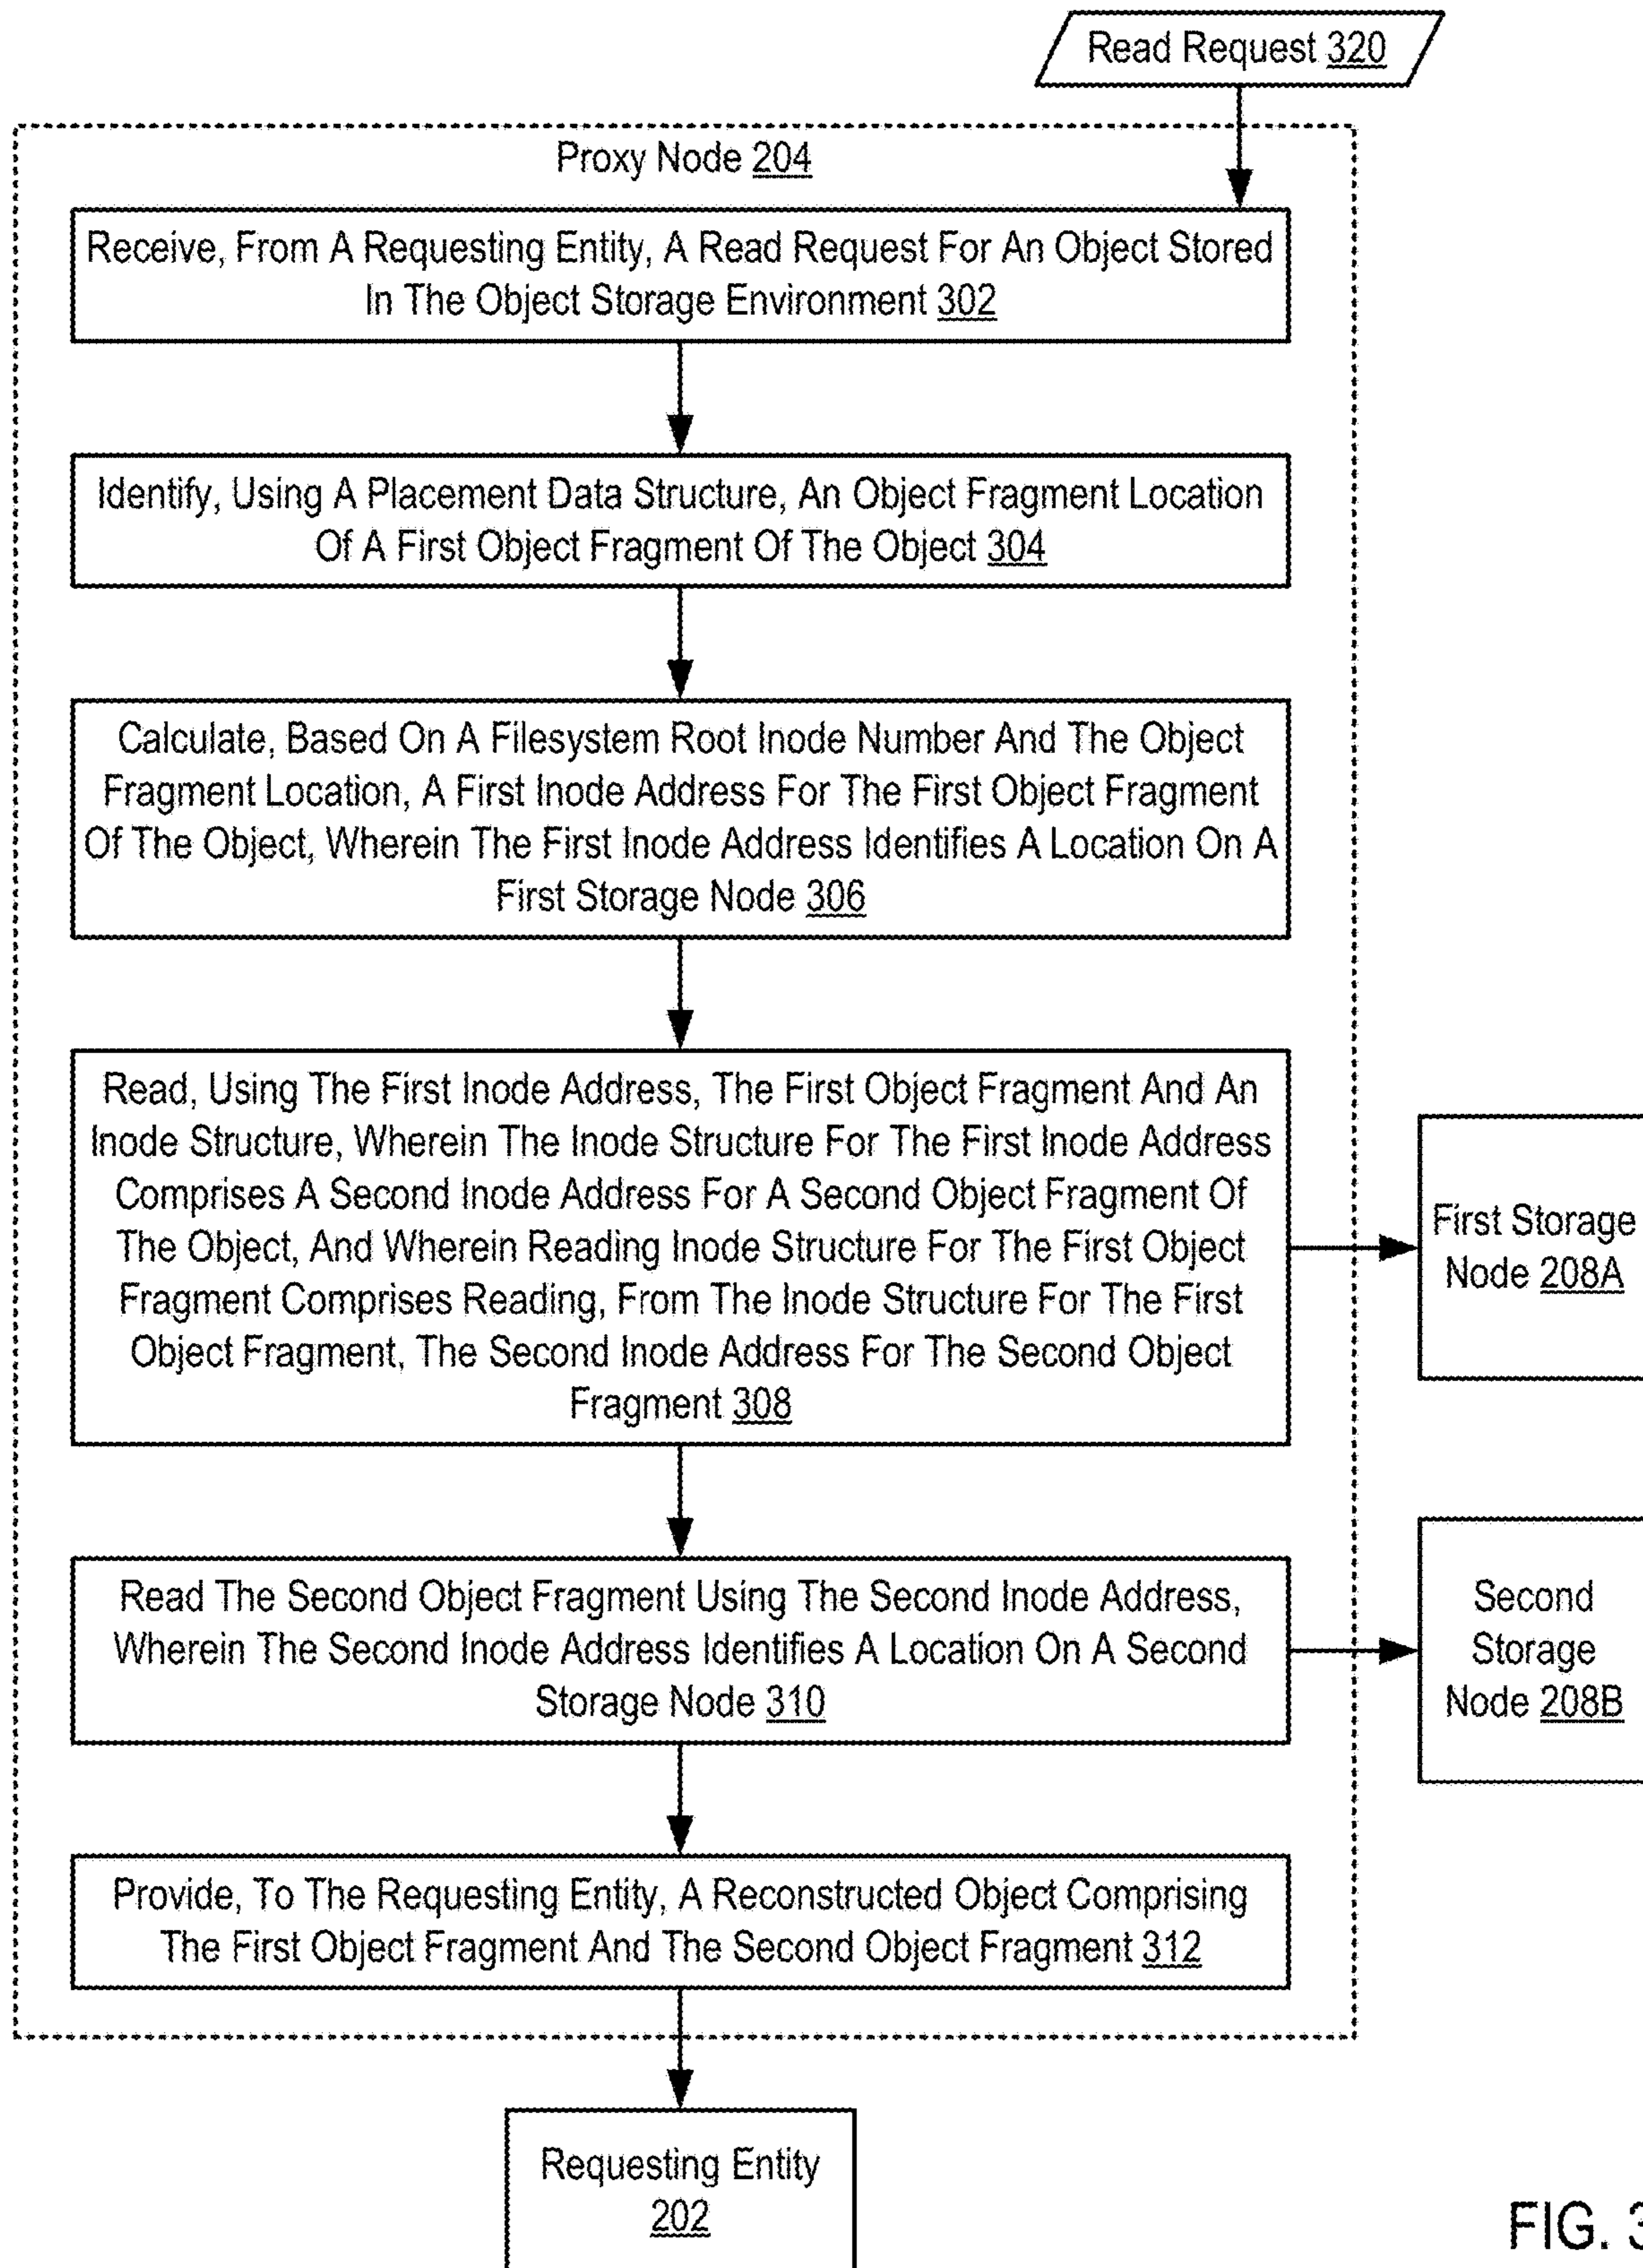 Read Request 320
Proxy Node 204
Receive, From A Requesting Entity, A Read Request For An Object Stored
In The Object Storage Environment 302
Identify, Using A Placement Data Structure, An Object Fragment Location
Of A First Object Fragment Of The Object 304
Calculate, Based On A Filesystem Root Inode Number And The Object
Fragment Location, A First Inode Address For The First Object Fragment
Of The Object, Wherein The First Inode Address Identifies A Location On A
First Storage Node 306
Read, Using The First Inode Address, The First Object Fragment And An
Inode Structure, Wherein The Inode Structure For The First Inode Address
Comprises A Second Inode Address For A Second Object Fragment Of
The Object, And Wherein Reading Inode Structure For The First Object
Fragment Comprises Reading, From The Inode Structure For The First
Object Fragment, The Second Inode Address For The Second Object
Fragment 308
First Storage
Node 208A
Read The Second Object Fragment Using The Second Inode Address,
Wherein The Second Inode Address Identifies A Location On A Second
Storage Node 310
Second
Storage
Node 208B
Provide, To The Requesting Entity, A Reconstructed Object Comprising
The First Object Fragment And The Second Object Fragment 312
Requesting Entity
202
FIG. 3